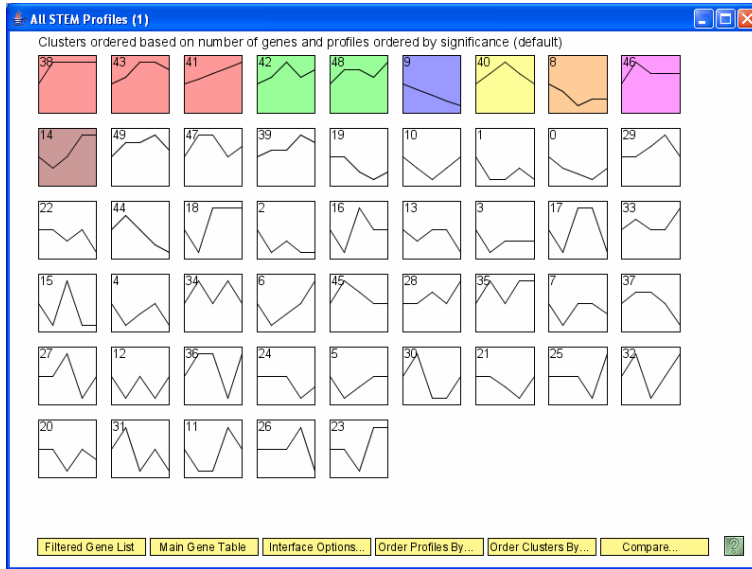 All STEM Profiles (1)
Clusters ordered based on number of genes and profiles ordered by significance (default)
38 43 41 42 48 9 40 8 46
14 49 47 39 19 10 1 0 29
22 44 18 2 16 13 3 17 33
15 4 34 6 45 28 35 7 37
27 12 36 24 5 30 21 25 32
20 31 11 26 23
Filtered Gene List Main Gene Table Interface Options... Order Profiles By... Order Clusters By... Compare... ?